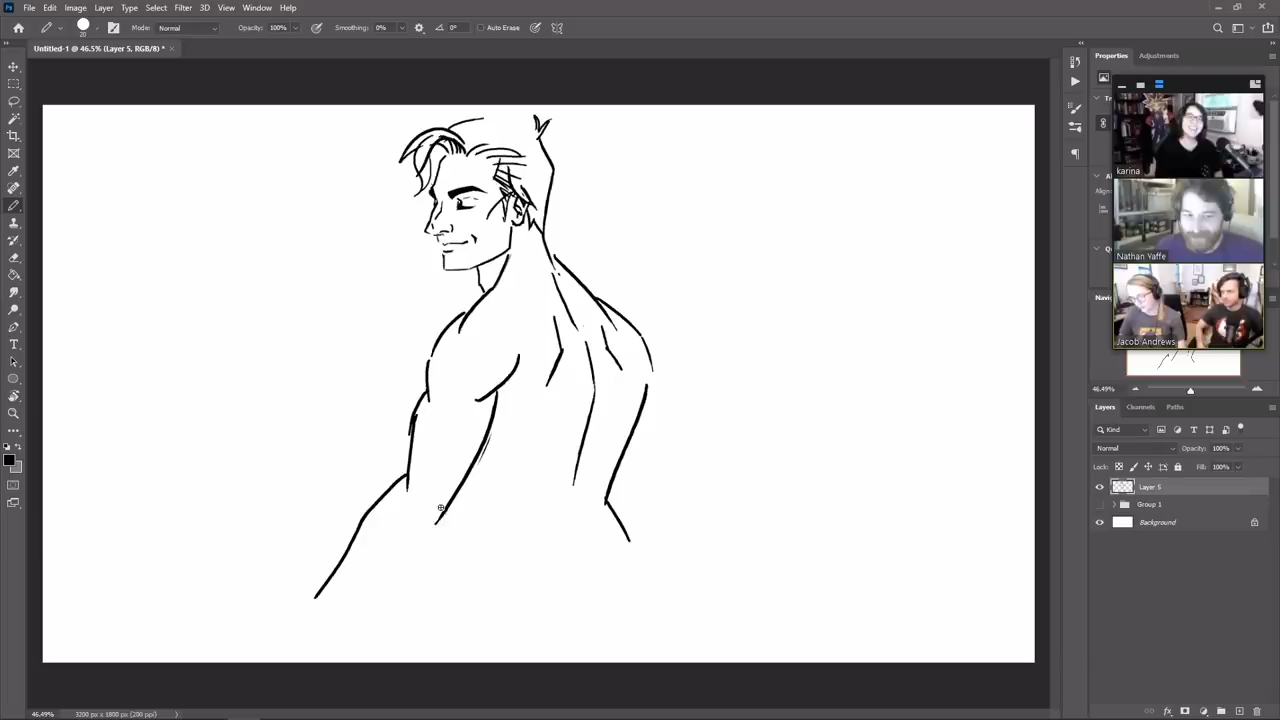 Ps File Edit Image Layer Type Select Filter 3D View Window Help
20 Mode: Normal Opacity: 100% Smoothing: 0% 0° Auto Erase
Untitled-1 @ 46.5% (Layer 5, RGB/8) * ×
Properties Adjustments
karina
Nathan Yaffe
Jacob Andrews
46.49%
Layers Channels Paths
Kind
Normal Opacity: 100%
Lock: Fill: 100%
Layer 5
Group 1
Background
46.49% 3200 px x 1800 px (200 ppi)
fx